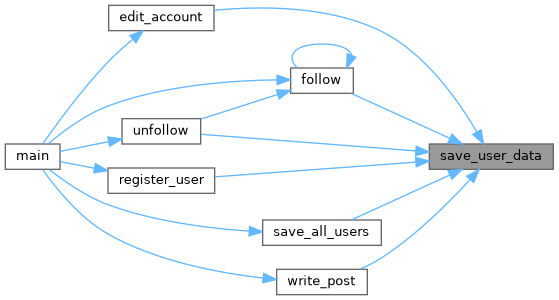 edit_account
follow
unfollow
main
save_user_data
register_user
save_all_users
write_post